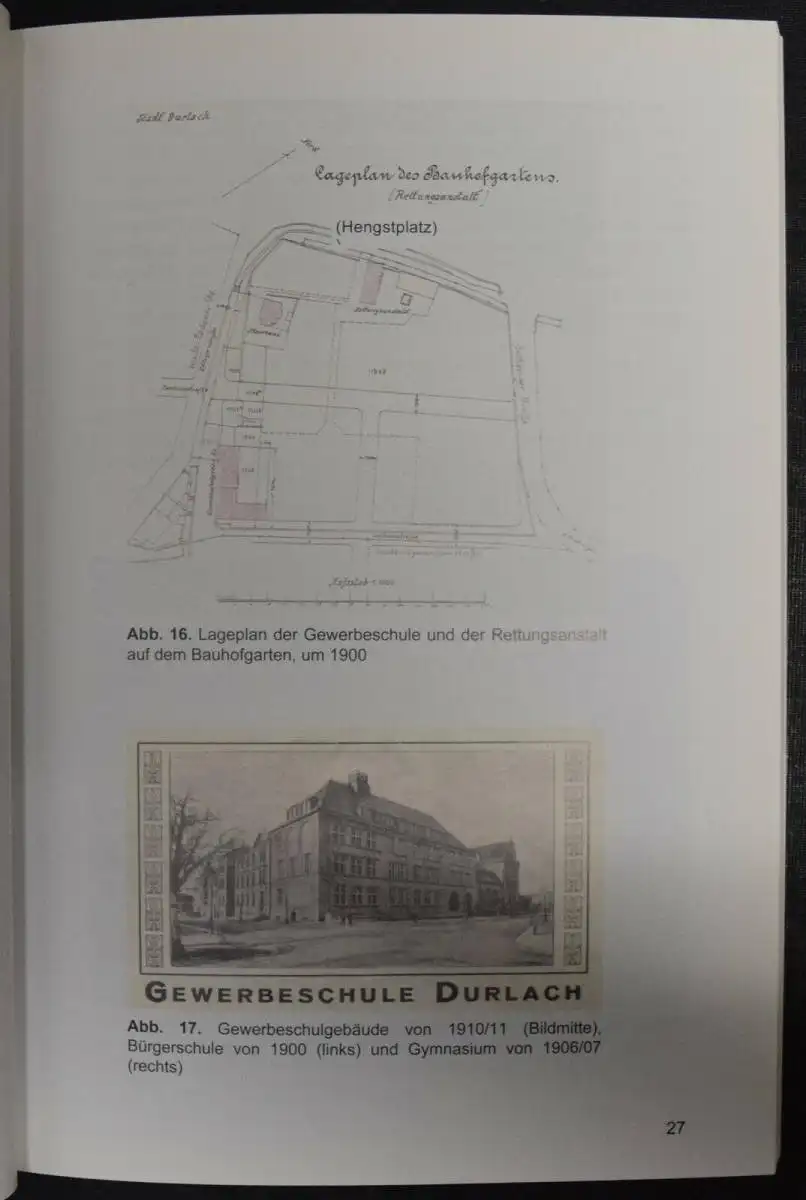 Stadt Durlach
Lageplan des Bauhofgartens.
(Rettungsanstalt)
(Hengstplatz)
Rettungsanstalt
Abb. 16. Lageplan der Gewerbeschule und der Rettungsanstalt
auf dem Bauhofgarten, um 1900
GEWERBESCHULE DURLACH
Abb. 17. Gewerbeschulgebäude von 1910/11 (Bildmitte),
Bürgerschule von 1900 (links) und Gymnasium von 1906/07
(rechts)
27